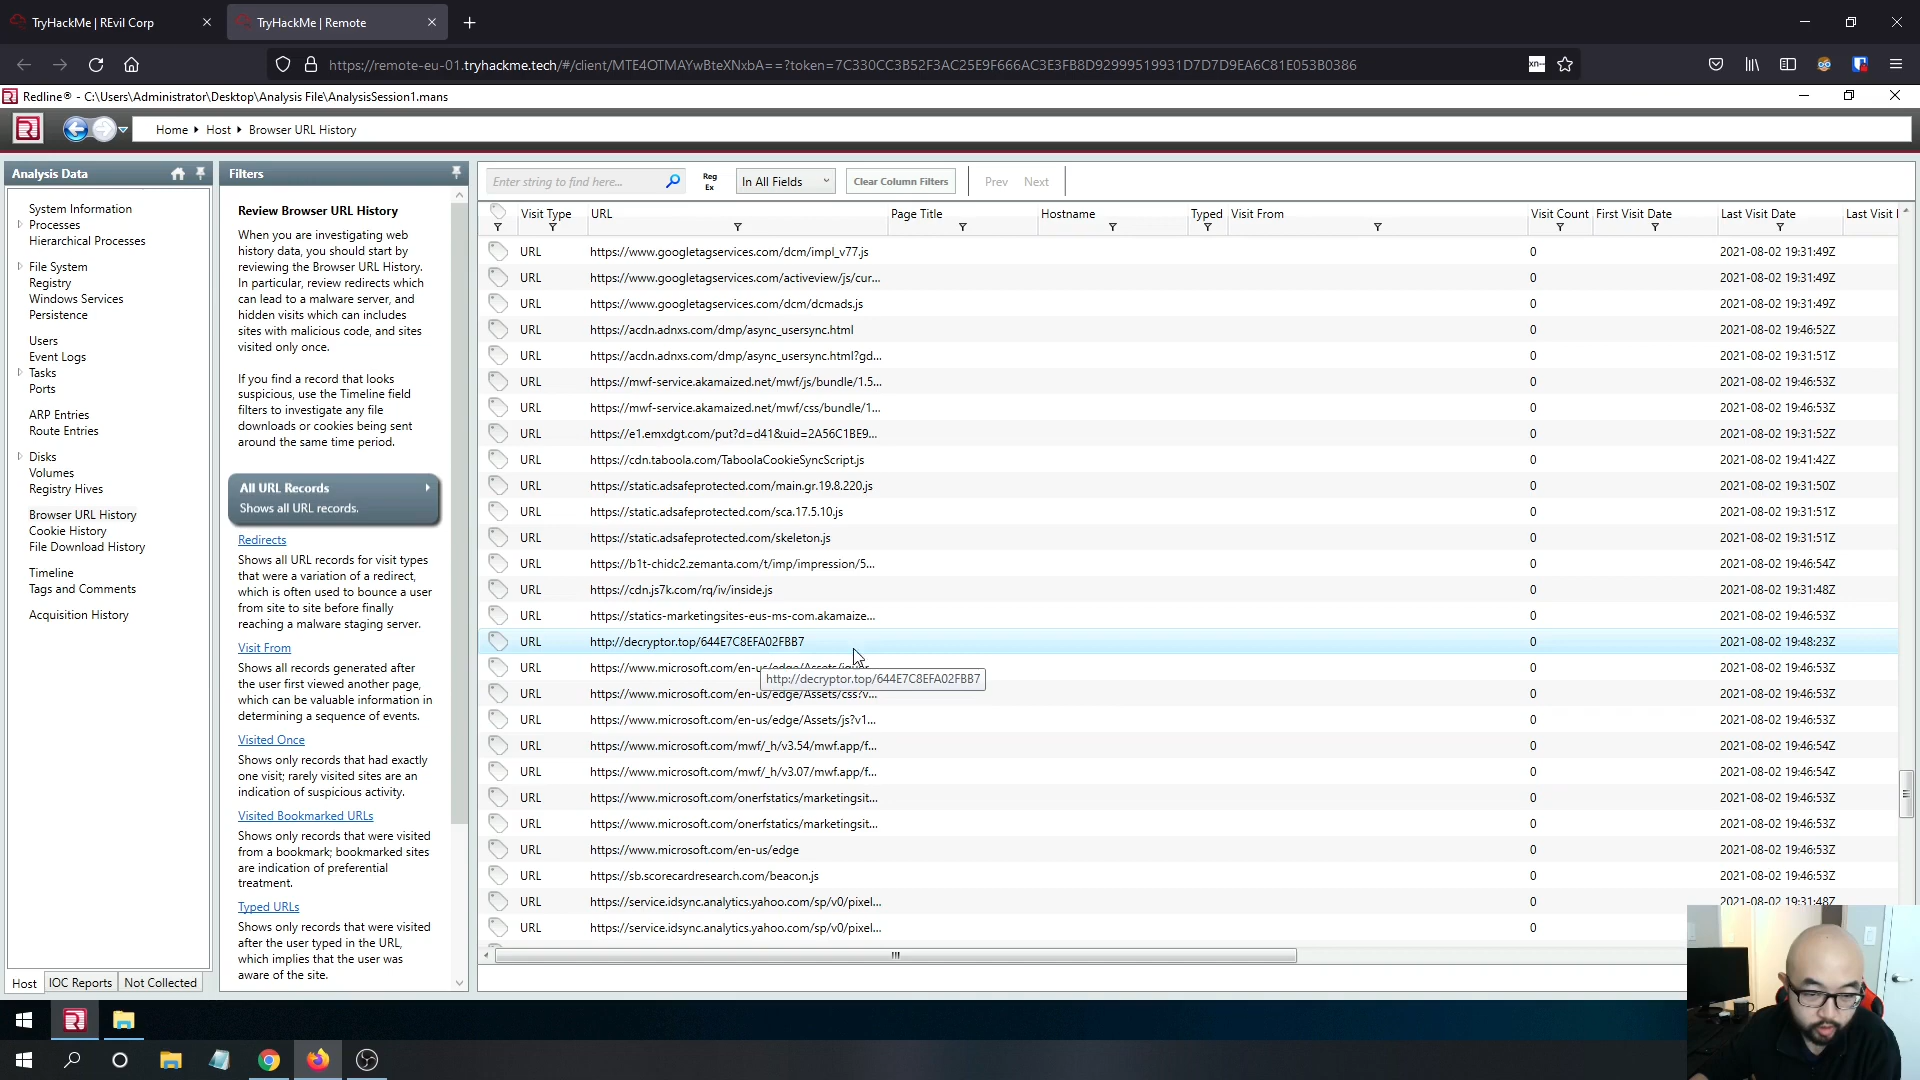 TryHackMe | REvil Corp
TryHackMe | Remote
https://remote-eu-01.tryhackme.tech/#/client/MTE4OTMAYwBteXNxbA==?token=7C330CC3B52F3AC25E9F666AC3E3FB8D92999519931D7D7D9EA6C81E053B0386
Redline® - C:\Users\Administrator\Desktop\Analysis File\AnalysisSession1.mans
Home Host Browser URL History
Analysis Data
System Information
Processes
Hierarchical Processes
File System
Registry
Windows Services
Persistence
Users
Event Logs
Tasks
Ports
ARP Entries
Route Entries
Disks
Volumes
Registry Hives
Browser URL History
Cookie History
File Download History
Timeline
Tags and Comments
Acquisition History
Host IOC Reports Not Collected
Filters
Review Browser URL History
When you are investigating web
history data, you should start by
reviewing the Browser URL History.
In particular, review redirects which
can lead to a malware server, and
hidden visits which can includes
sites with malicious code, and sites
visited only once.
If you find a record that looks
suspicious, use the Timeline field
filters to investigate any file
downloads or cookies being sent
around the same time period.
All URL Records
Shows all URL records.
Redirects
Shows all URL records for visit types
that were a variation of a redirect,
which is often used to bounce a user
from site to site before finally
reaching a malware staging server.
Visit From
Shows all records generated after
the user first viewed another page,
which can be valuable information in
determining a sequence of events.
Visited Once
Shows only records that had exactly
one visit; rarely visited sites are an
indication of suspicious activity.
Visited Bookmarked URLs
Shows only records that were visited
from a bookmark; bookmarked sites
are indication of preferential
treatment.
Typed URLs
Shows only records that were visited
after the user typed in the URL,
which implies that the user was
aware of the site.
Enter string to find here... Reg Ex In All Fields Clear Column Filters Prev Next
Visit Type URL Page Title Hostname Typed Visit From Visit Count First Visit Date Last Visit Date Last Visit
URL https://www.googletagservices.com/dcm/impl_v77.js 0 2021-08-02 19:31:49Z
URL https://www.googletagservices.com/activeview/js/cur... 0 2021-08-02 19:31:49Z
URL https://www.googletagservices.com/dcm/dcmads.js 0 2021-08-02 19:31:49Z
URL https://acdn.adnxs.com/dmp/async_usersync.html 0 2021-08-02 19:46:52Z
URL https://acdn.adnxs.com/dmp/async_usersync.html?gd... 0 2021-08-02 19:31:51Z
URL https://mwf-service.akamaized.net/mwf/js/bundle/1.5... 0 2021-08-02 19:46:53Z
URL https://mwf-service.akamaized.net/mwf/css/bundle/1... 0 2021-08-02 19:46:53Z
URL https://e1.emxdgt.com/put?d=d41&uid=2A56C1BE9... 0 2021-08-02 19:31:52Z
URL https://cdn.taboola.com/TaboolaCookieSyncScript.js 0 2021-08-02 19:41:42Z
URL https://static.adsafeprotected.com/main.gr.19.8.220.js 0 2021-08-02 19:31:50Z
URL https://static.adsafeprotected.com/sca.17.5.10.js 0 2021-08-02 19:31:51Z
URL https://static.adsafeprotected.com/skeleton.js 0 2021-08-02 19:31:51Z
URL https://b1t-chidc2.zemanta.com/t/imp/impression/5... 0 2021-08-02 19:46:54Z
URL https://cdn.js7k.com/rq/iv/inside.js 0 2021-08-02 19:31:48Z
URL https://statics-marketingsites-eus-ms-com.akamaize... 0 2021-08-02 19:46:53Z
URL http://decryptor.top/644E7C8EFA02FBB7 0 2021-08-02 19:48:23Z
URL https://www.microsoft.com/en-us/edge/Assets/ 0 2021-08-02 19:46:53Z
http://decryptor.top/644E7C8EFA02FBB7
URL https://www.microsoft.com/en-us/edge/Assets/css?v... 0 2021-08-02 19:46:53Z
URL https://www.microsoft.com/en-us/edge/Assets/js?v1... 0 2021-08-02 19:46:53Z
URL https://www.microsoft.com/mwf/_h/v3.54/mwf.app/f... 0 2021-08-02 19:46:54Z
URL https://www.microsoft.com/mwf/_h/v3.07/mwf.app/f... 0 2021-08-02 19:46:54Z
URL https://www.microsoft.com/onerfstatics/marketingsit... 0 2021-08-02 19:46:53Z
URL https://www.microsoft.com/onerfstatics/marketingsit... 0 2021-08-02 19:46:53Z
URL https://www.microsoft.com/en-us/edge 0 2021-08-02 19:46:53Z
URL https://sb.scorecardresearch.com/beacon.js 0 2021-08-02 19:46:53Z
URL https://service.idsync.analytics.yahoo.com/sp/v0/pixel... 0 2021-08-02 19:31:48Z
URL https://service.idsync.analytics.yahoo.com/sp/v0/pixel... 0